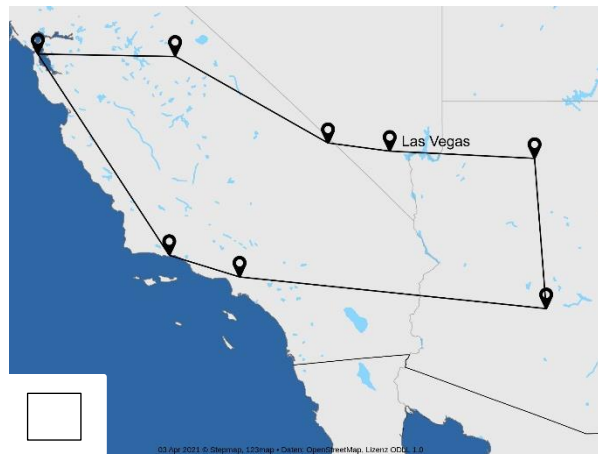 Las Vegas
03 Apr 2021 © Stepmap, 123map • Daten: OpenStreetMap, Lizenz ODbL 1.0